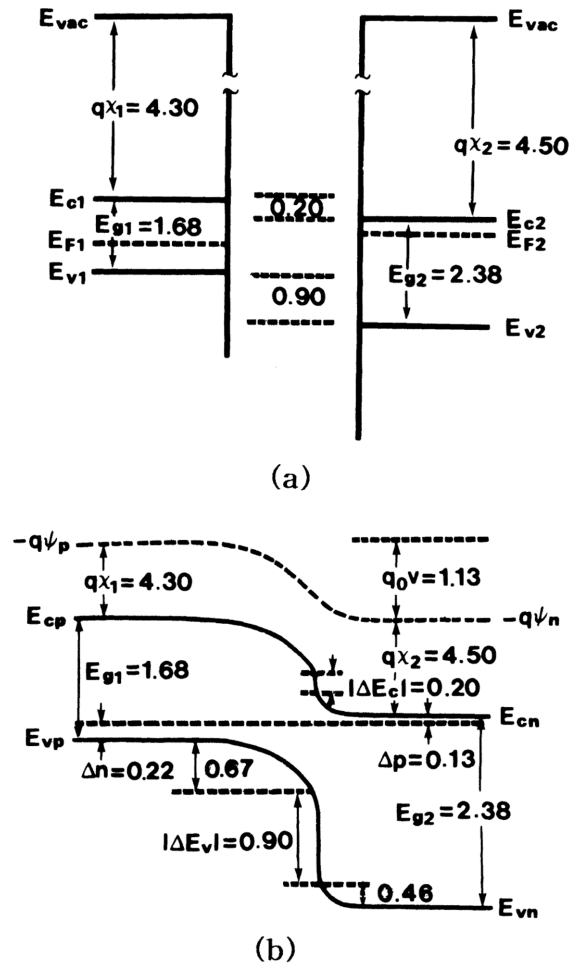 Evac
Evac
qχ1 = 4.30
qχ2 = 4.50
Ec1
0.20
Ec2
Eg1 = 1.68
EF1
EF2
Ev1
Eg2 = 2.38
0.90
Ev2
(a)
-qψp
qχ1 = 4.30
q0v = 1.13
Ecp
-qψn
qχ2 = 4.50
Eg1 = 1.68
|ΔEc| = 0.20
Ecn
Evp
Δn = 0.22
0.67
Δp = 0.13
Eg2 = 2.38
|ΔEv| = 0.90
0.46
Evn
(b)